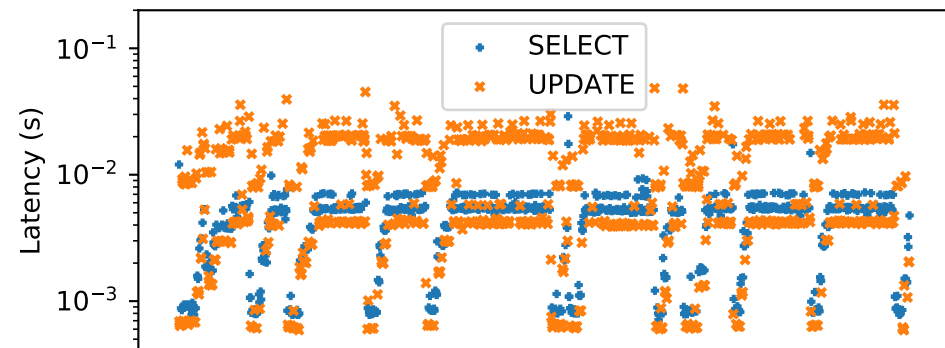 10⁻¹
10⁻²
10⁻³
Latency (s)
SELECT
UPDATE